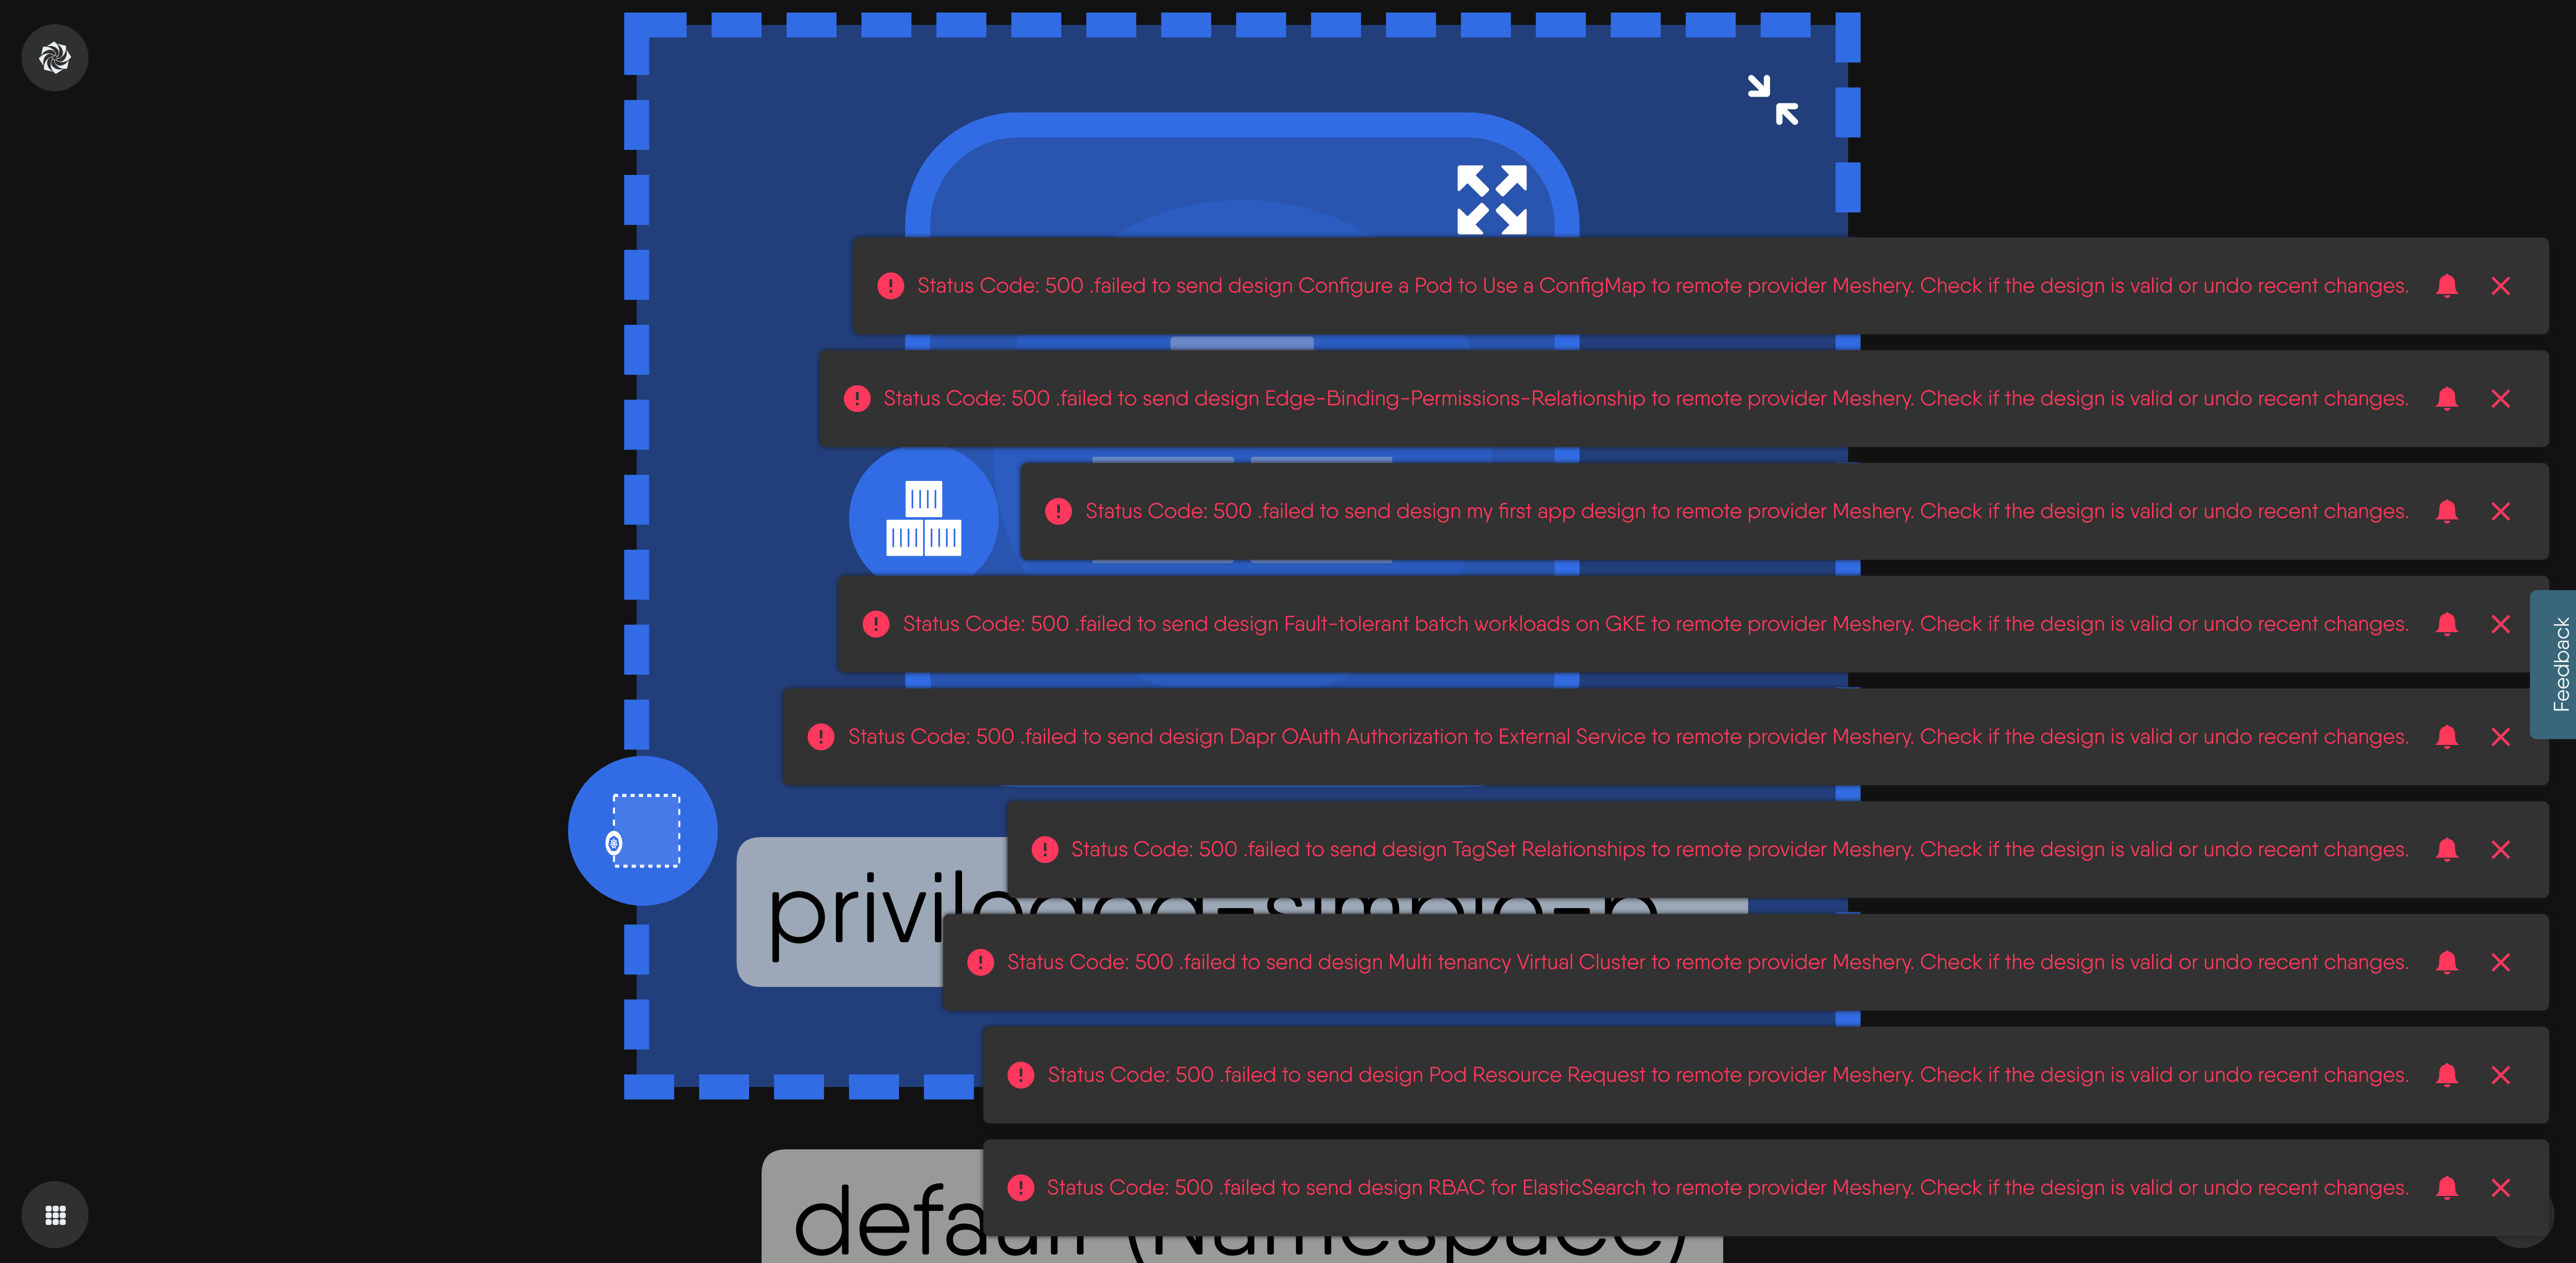 Status Code: 500 .failed to send design Configure a Pod to Use a ConfigMap to remote provider Meshery. Check if the design is valid or undo recent changes.
Status Code: 500 .failed to send design Edge-Binding-Permissions-Relationship to remote provider Meshery. Check if the design is valid or undo recent changes.
Status Code: 500 .failed to send design my first app design to remote provider Meshery. Check if the design is valid or undo recent changes.
Status Code: 500 .failed to send design Fault-tolerant batch workloads on GKE to remote provider Meshery. Check if the design is valid or undo recent changes.
Feedback
Status Code: 500 .failed to send design Dapr OAuth Authorization to External Service to remote provider Meshery. Check if the design is valid or undo recent changes.
Status Code: 500 .failed to send design TagSet Relationships to remote provider Meshery. Check if the design is valid or undo recent changes.
Status Code: 500 .failed to send design Multi tenancy Virtual Cluster to remote provider Meshery. Check if the design is valid or undo recent changes.
Status Code: 500 .failed to send design Pod Resource Request to remote provider Meshery. Check if the design is valid or undo recent changes.
Status Code: 500 .failed to send design RBAC for ElasticSearch to remote provider Meshery. Check if the design is valid or undo recent changes.
default (Namespace)